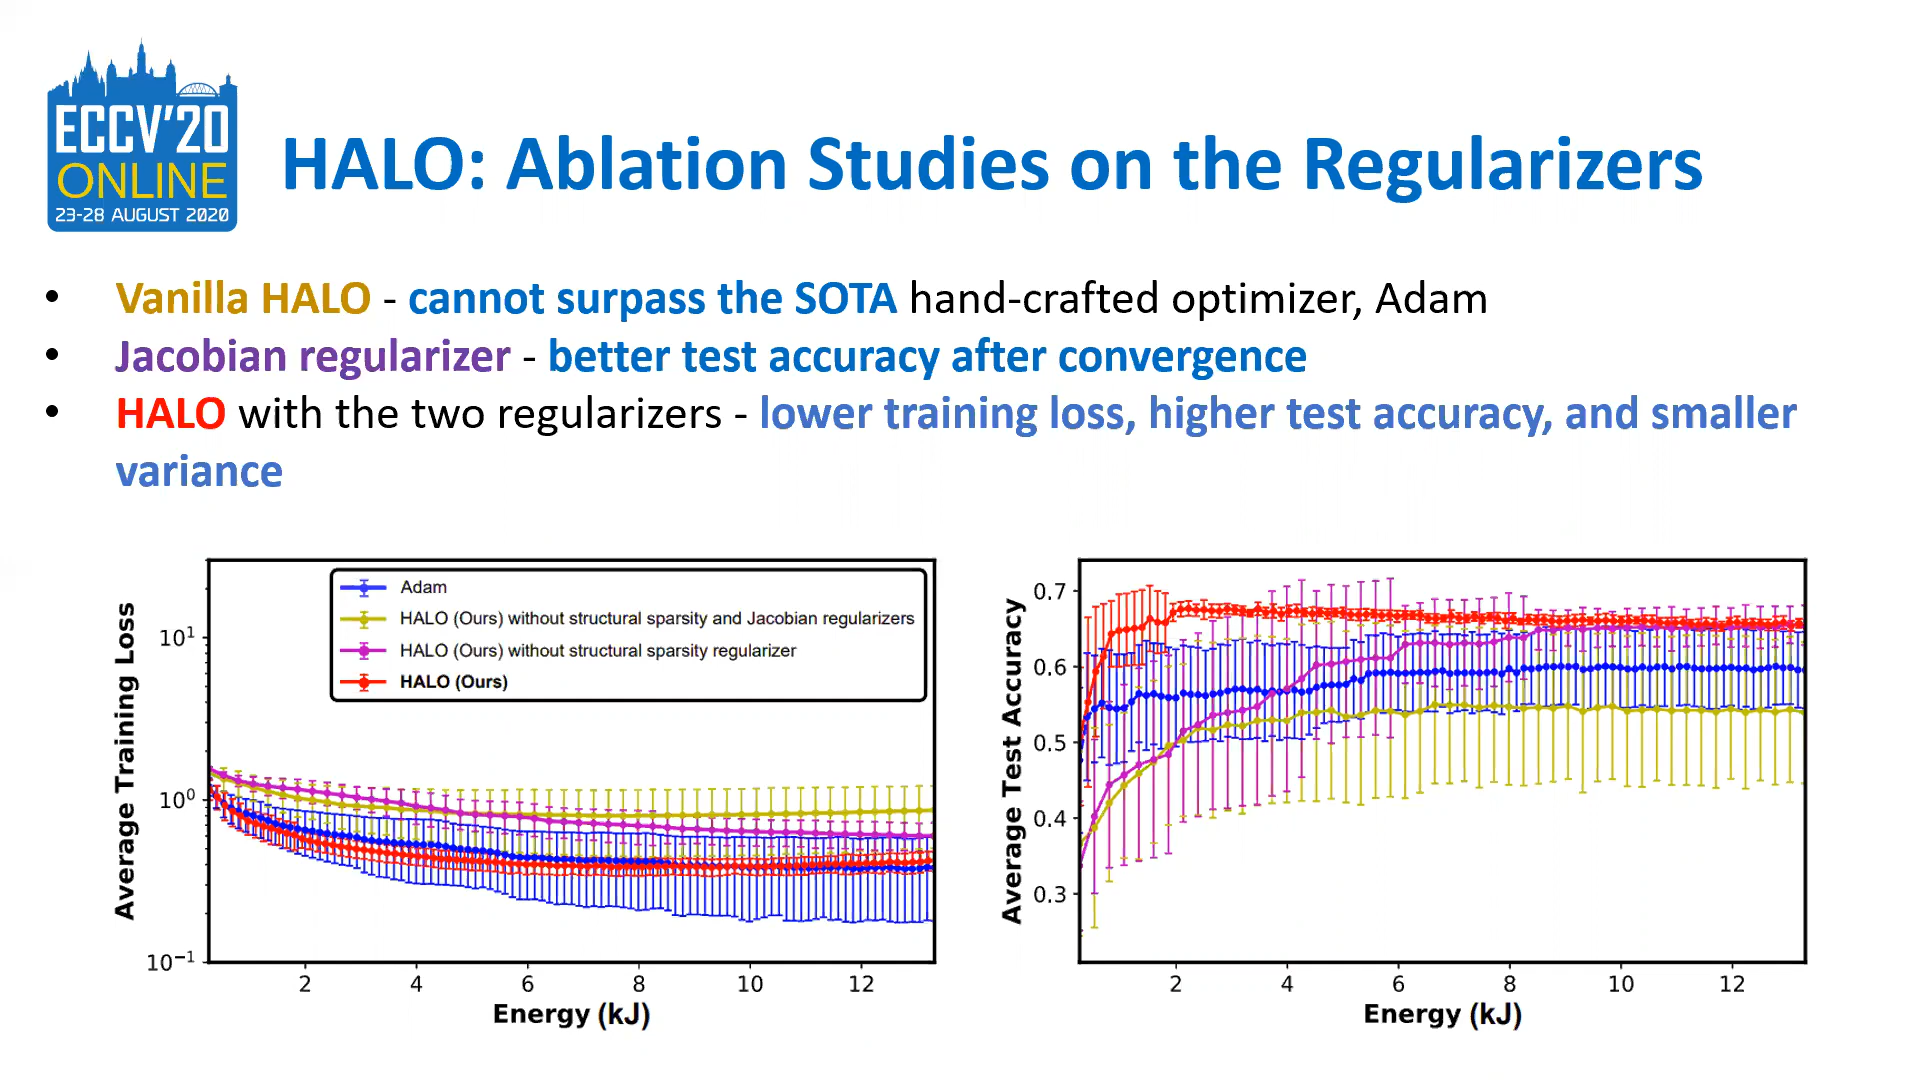 ECCV'20
ONLINE
23-28 AUGUST 2020
HALO: Ablation Studies on the Regularizers
• Vanilla HALO - cannot surpass the SOTA hand-crafted optimizer, Adam
• Jacobian regularizer - better test accuracy after convergence
• HALO with the two regularizers - lower training loss, higher test accuracy, and smaller
variance
Average Training Loss
10¹
10⁰
10⁻¹
Adam
HALO (Ours) without structural sparsity and Jacobian regularizers
HALO (Ours) without structural sparsity regularizer
HALO (Ours)
2 4 6 8 10 12
Energy (kJ)
Average Test Accuracy
0.7
0.6
0.5
0.4
0.3
2 4 6 8 10 12
Energy (kJ)